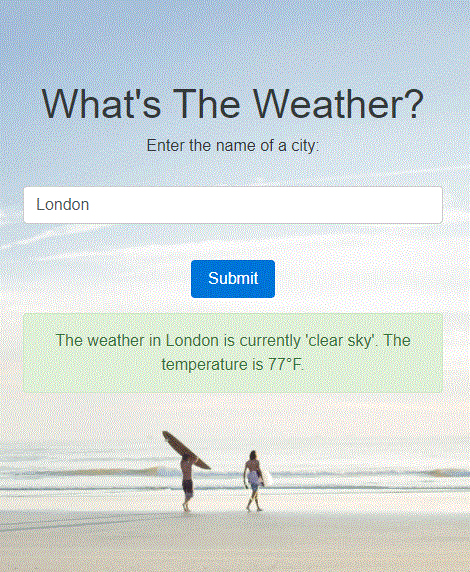 What's The Weather?
Enter the name of a city:
London
Submit
The weather in London is currently 'clear sky'. The
temperature is 77°F.